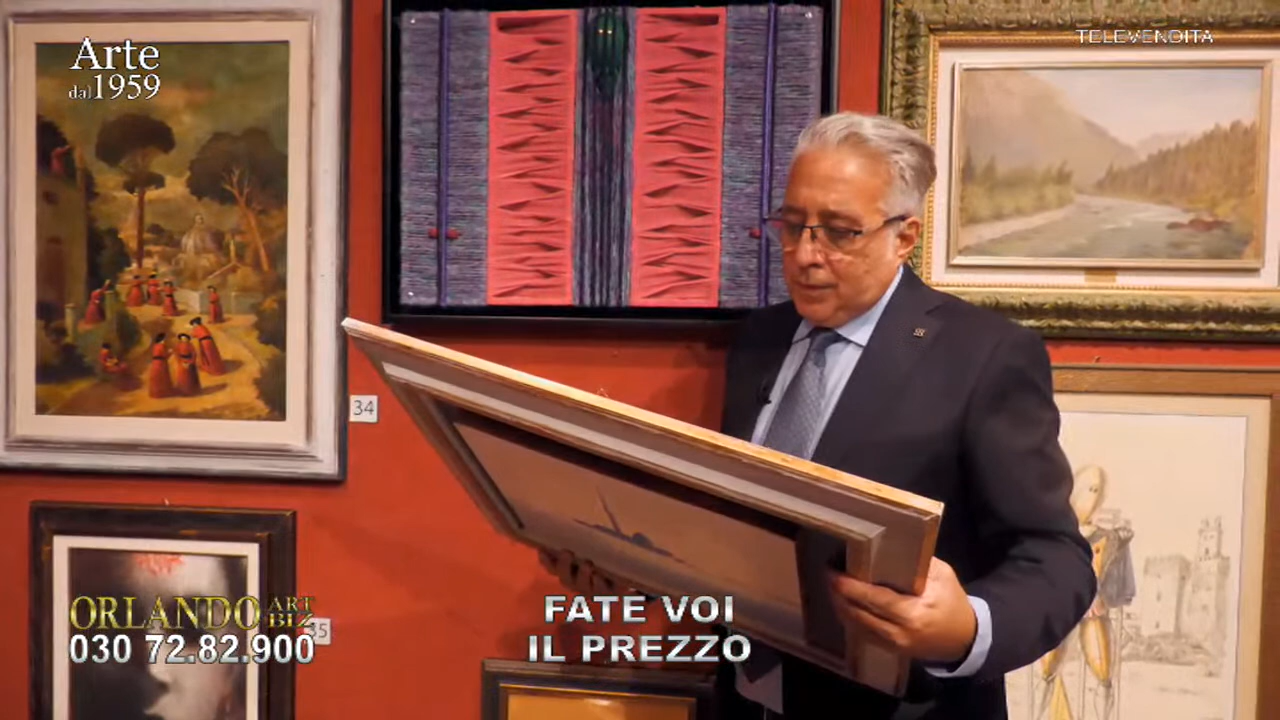 Arte
dal 1959
TELEVENDITA
34
35
ORLANDO ART BIZ
030 72.82.900
FATE VOI
IL PREZZO